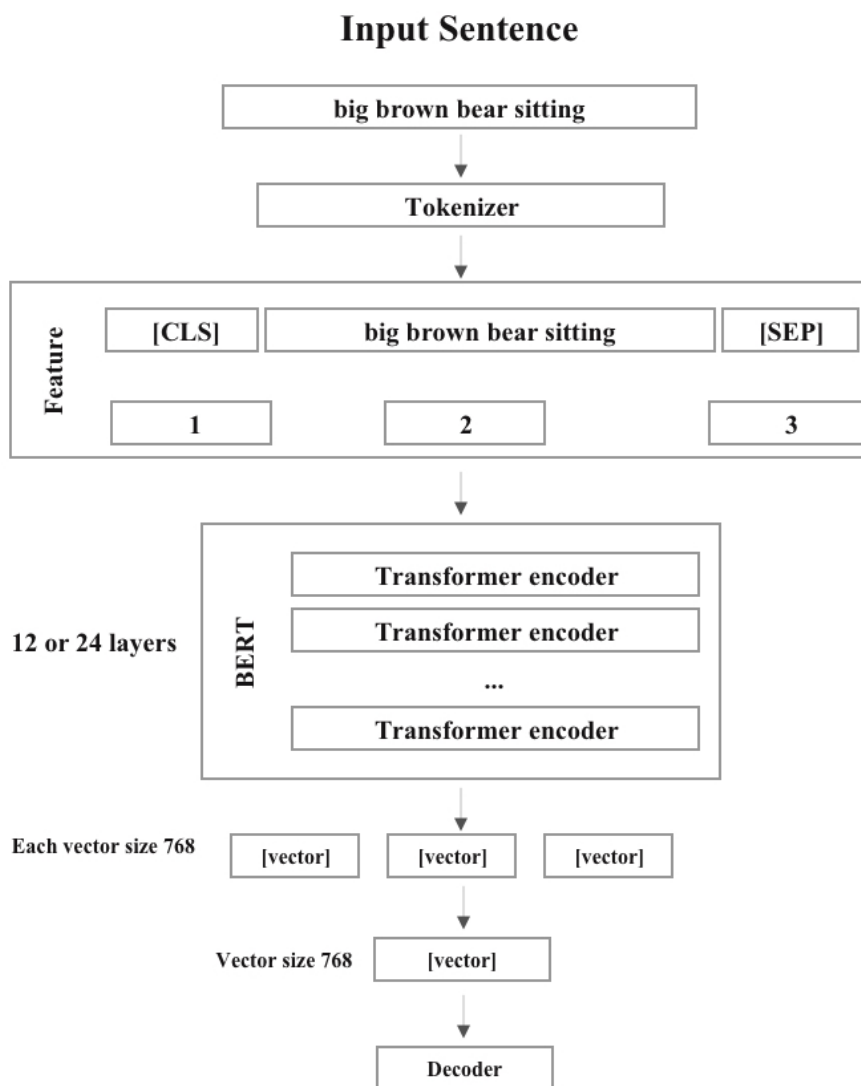 Input Sentence
big brown bear sitting
Tokenizer
Feature
[CLS]
big brown bear sitting
[SEP]
1
2
3
12 or 24 layers
BERT
Transformer encoder
Transformer encoder
...
Transformer encoder
Each vector size 768
[vector]
[vector]
[vector]
Vector size 768
[vector]
Decoder